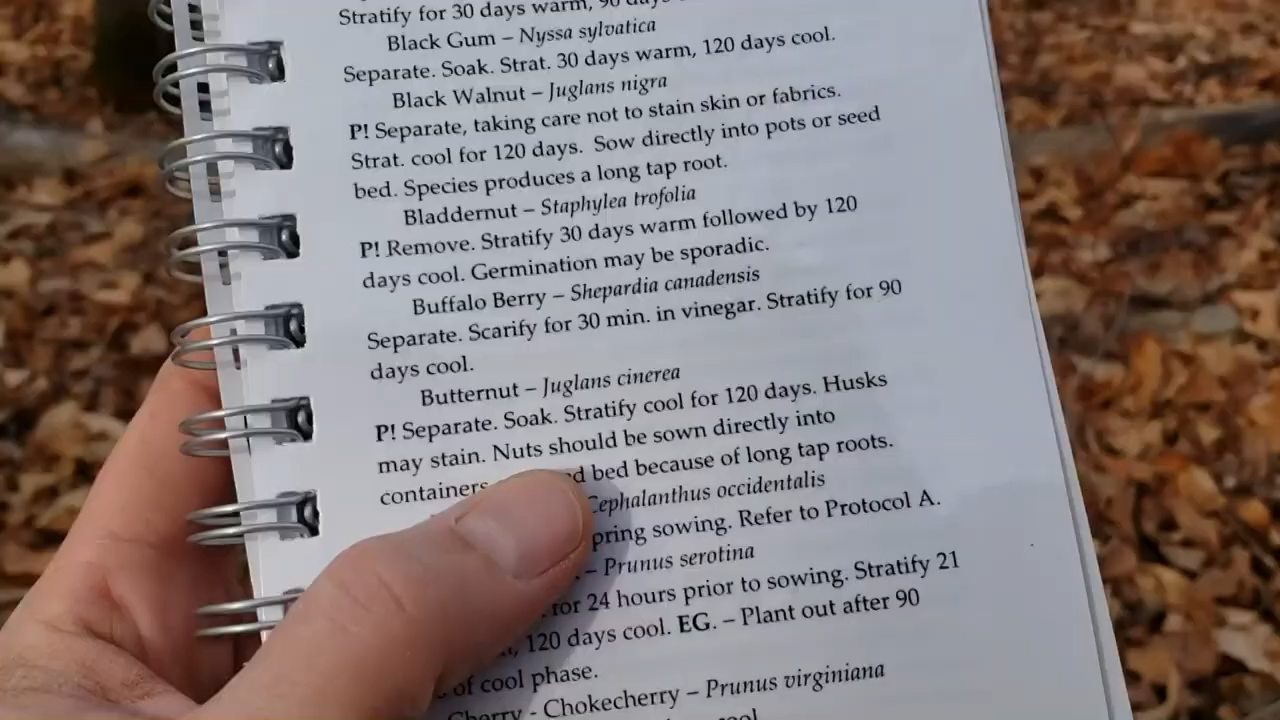 Stratify for 30 days warm, 90 days
Black Gum – Nyssa sylvatica
Separate. Soak. Strat. 30 days warm, 120 days cool.
Black Walnut – Juglans nigra
P! Separate, taking care not to stain skin or fabrics.
Strat. cool for 120 days. Sow directly into pots or seed
bed. Species produces a long tap root.
Bladdernut – Staphylea trofolia
P! Remove. Stratify 30 days warm followed by 120
days cool. Germination may be sporadic.
Buffalo Berry – Shepardia canadensis
Separate. Scarify for 30 min. in vinegar. Stratify for 90
days cool.
Butternut – Juglans cinerea
P! Separate. Soak. Stratify cool for 120 days. Husks
may stain. Nuts should be sown directly into
containers bed because of long tap roots.
Cephalanthus occidentalis
pring sowing. Refer to Protocol A.
– Prunus serotina
for 24 hours prior to sowing. Stratify 21
120 days cool. EG. – Plant out after 90
of cool phase.
Cherry - Chokecherry – Prunus virginiana
cool